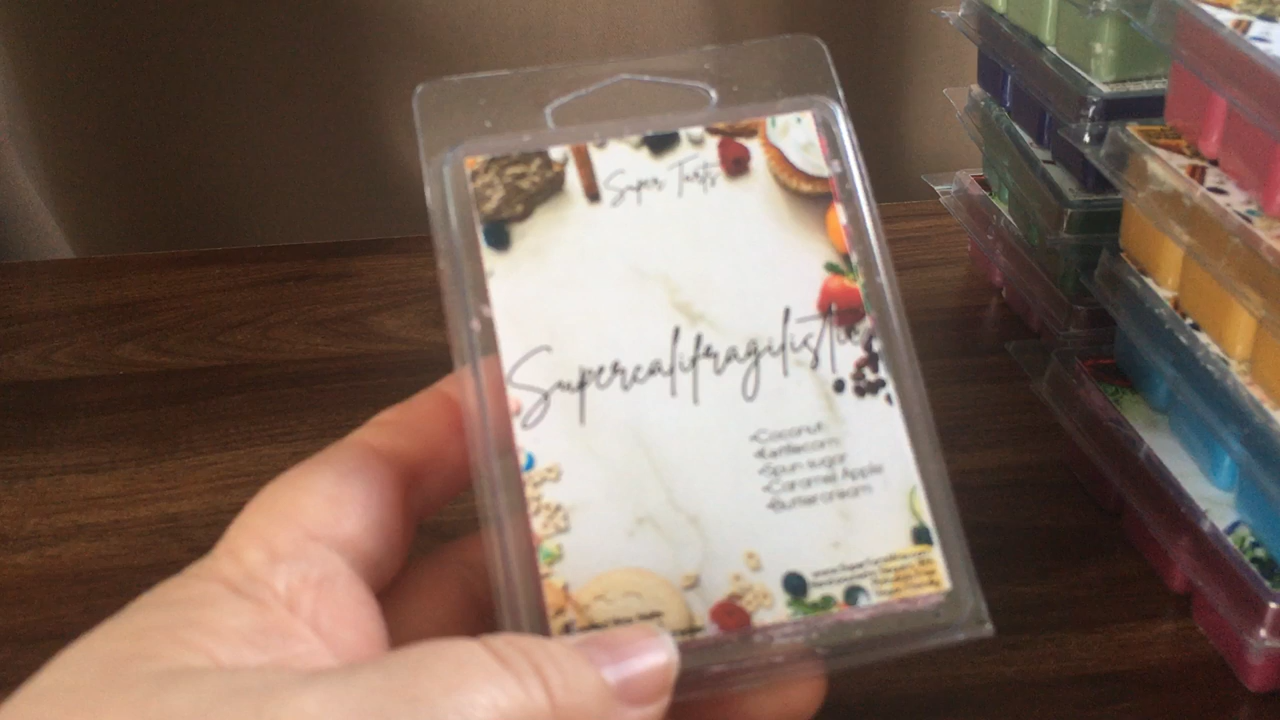 Super Tarts
Supercalifragilistic
•Coconut
•Kettlecorn
•Spun sugar
•Caramel Apple
•Buttercream